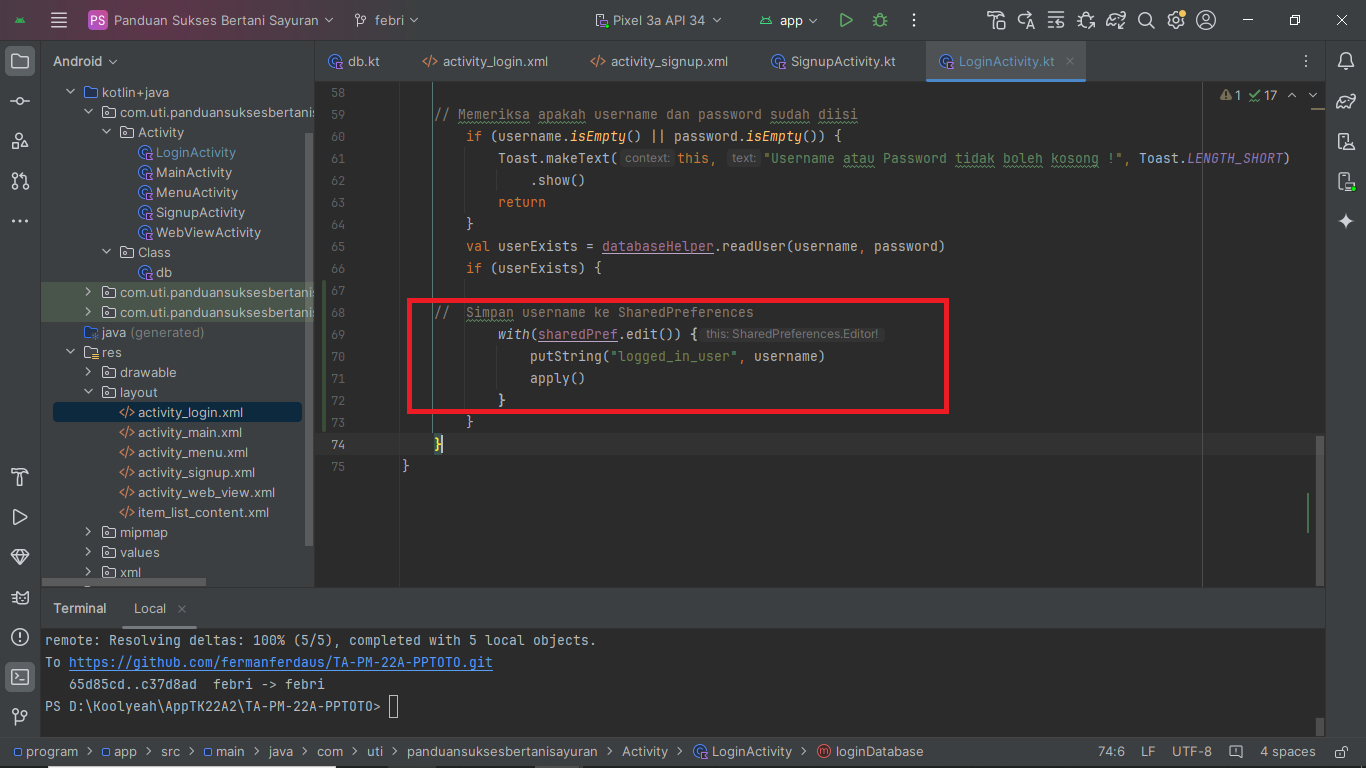 PS Panduan Sukses Bertani Sayuran febri Pixel 3a API 34 app
Android
db.kt activity_login.xml activity_signup.xml SignupActivity.kt LoginActivity.kt
kotlin+java
com.uti.panduansuksesbertanis
Activity
LoginActivity
MainActivity
MenuActivity
SignupActivity
WebViewActivity
Class
db
com.uti.panduansuksesbertanis
com.uti.panduansuksesbertanis
java (generated)
res
drawable
layout
activity_login.xml
activity_main.xml
activity_menu.xml
activity_signup.xml
activity_web_view.xml
item_list_content.xml
mipmap
values
xml
1 17
58
59 // Memeriksa apakah username dan password sudah diisi
60 if (username.isEmpty() || password.isEmpty()) {
61 Toast.makeText( context: this, text: "Username atau Password tidak boleh kosong !", Toast.LENGTH_SHORT)
62 .show()
63 return
64 }
65 val userExists = databaseHelper.readUser(username, password)
66 if (userExists) {
67
68 // Simpan username ke SharedPreferences
69 with(sharedPref.edit()) { this: SharedPreferences.Editor!
70 putString("logged_in_user", username)
71 apply()
72 }
73 }
74 }
75 }
Terminal Local
remote: Resolving deltas: 100% (5/5), completed with 5 local objects.
To https://github.com/fermanferdaus/TA-PM-22A-PPTOTO.git
65d85cd..c37d8ad febri -> febri
PS D:\Koolyeah\AppTK22A2\TA-PM-22A-PPTOTO>
program > app > src > main > java > com > uti > panduansuksesbertanisayuran > Activity > LoginActivity > loginDatabase 74:6 LF UTF-8 4 spaces